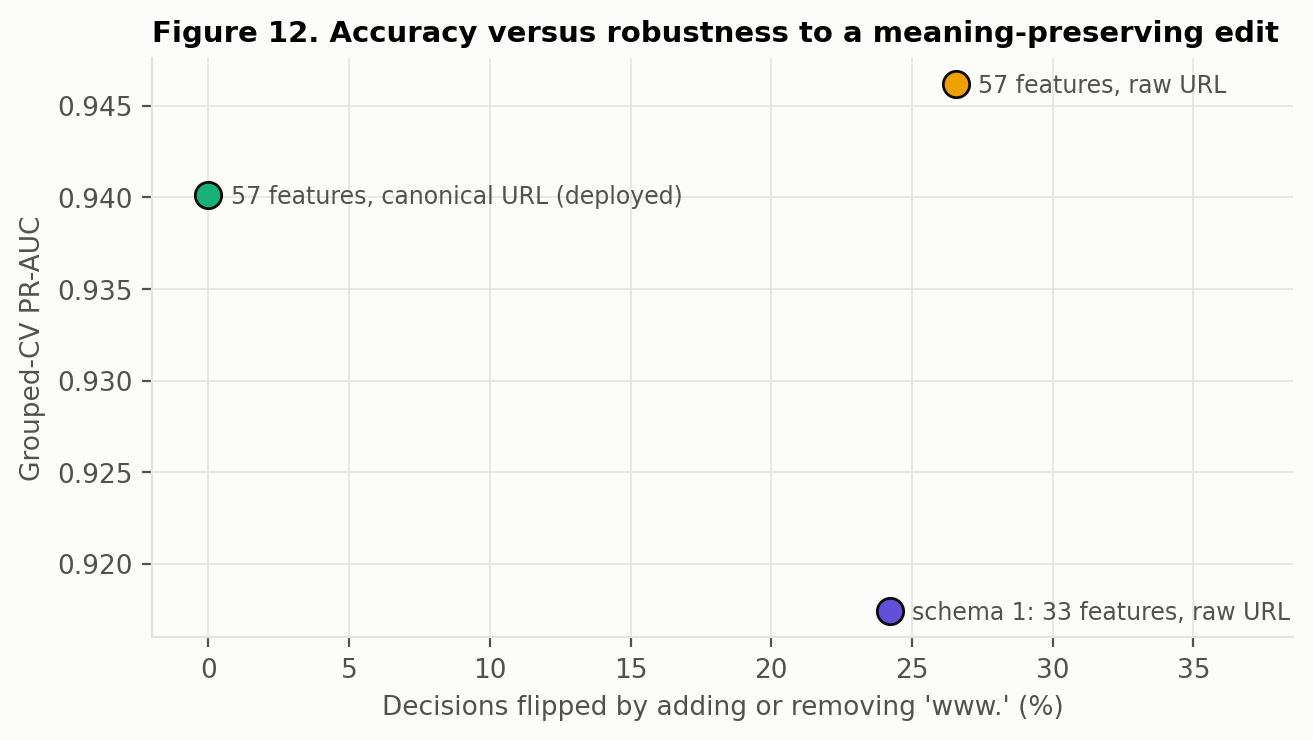 Figure 12. Accuracy versus robustness to a meaning-preserving edit
Grouped-CV PR-AUC
0.945
0.940
0.935
0.930
0.925
0.920
57 features, raw URL
57 features, canonical URL (deployed)
schema 1: 33 features, raw URL
0 5 10 15 20 25 30 35
Decisions flipped by adding or removing 'www.' (%)